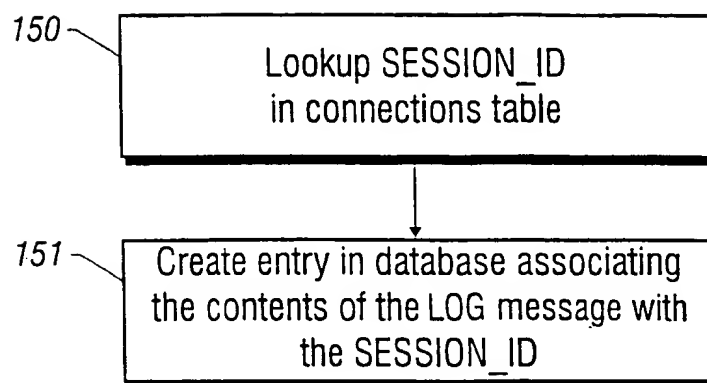 150
Lookup SESSION_ID
in connections table
151
Create entry in database associating
the contents of the LOG message with
the SESSION_ID